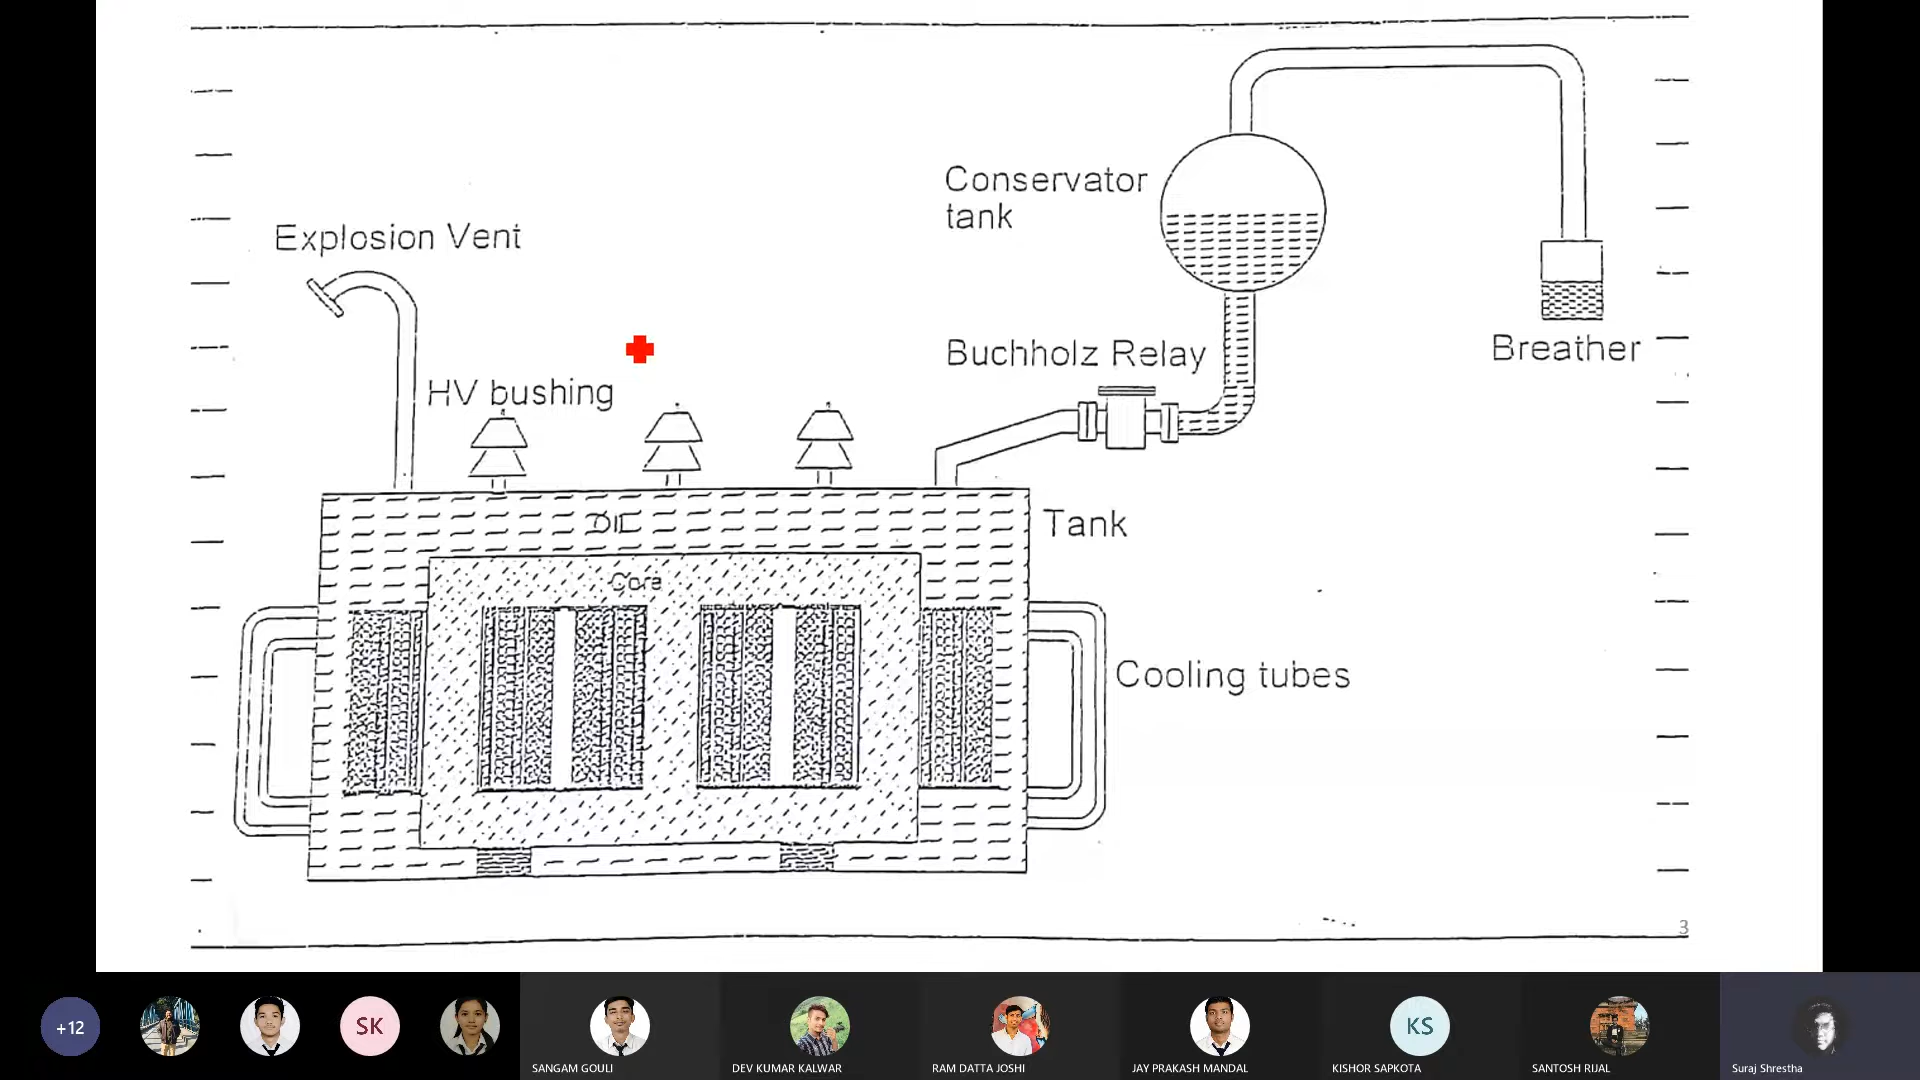 Explosion Vent
Conservator
tank
Buchholz Relay
Breather
HV bushing
OIL
Tank
Core
Cooling tubes
3
+12
SK
SANGAM GOULI
DEV KUMAR KALWAR
RAM DATTA JOSHI
JAY PRAKASH MANDAL
KS
KISHOR SAPKOTA
SANTOSH RIJAL
Suraj Shrestha